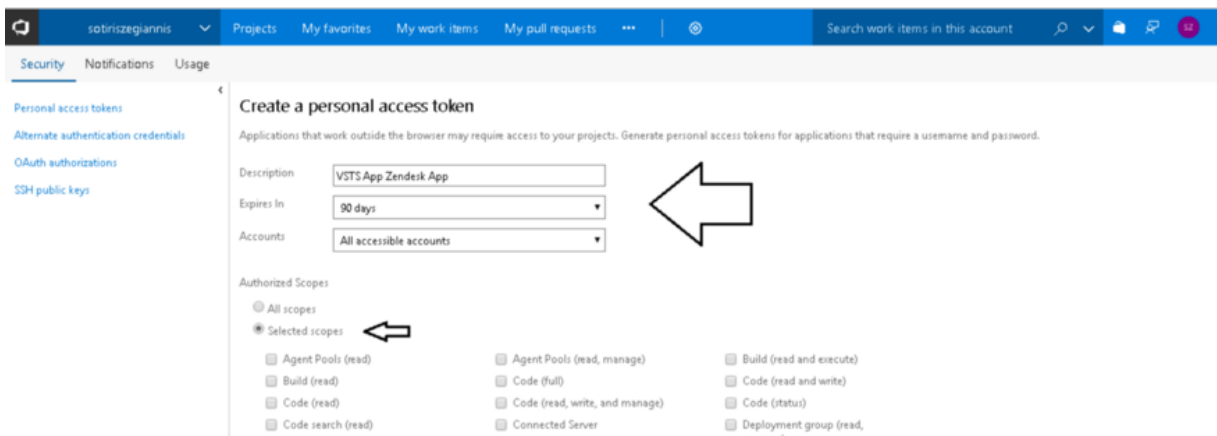 sotiriszegiannis Projects My favorites My work items My pull requests ••• Search work items in this account SZ
Security Notifications Usage
Personal access tokens
Alternate authentication credentials
OAuth authorizations
SSH public keys
Create a personal access token
Applications that work outside the browser may require access to your projects. Generate personal access tokens for applications that require a username and password.
Description VSTS App Zendesk App
Expires In 90 days
Accounts All accessible accounts
Authorized Scopes
All scopes
Selected scopes
Agent Pools (read) Agent Pools (read, manage) Build (read and execute)
Build (read) Code (full) Code (read and write)
Code (read) Code (read, write, and manage) Code (status)
Code search (read) Connected Server Deployment group (read,